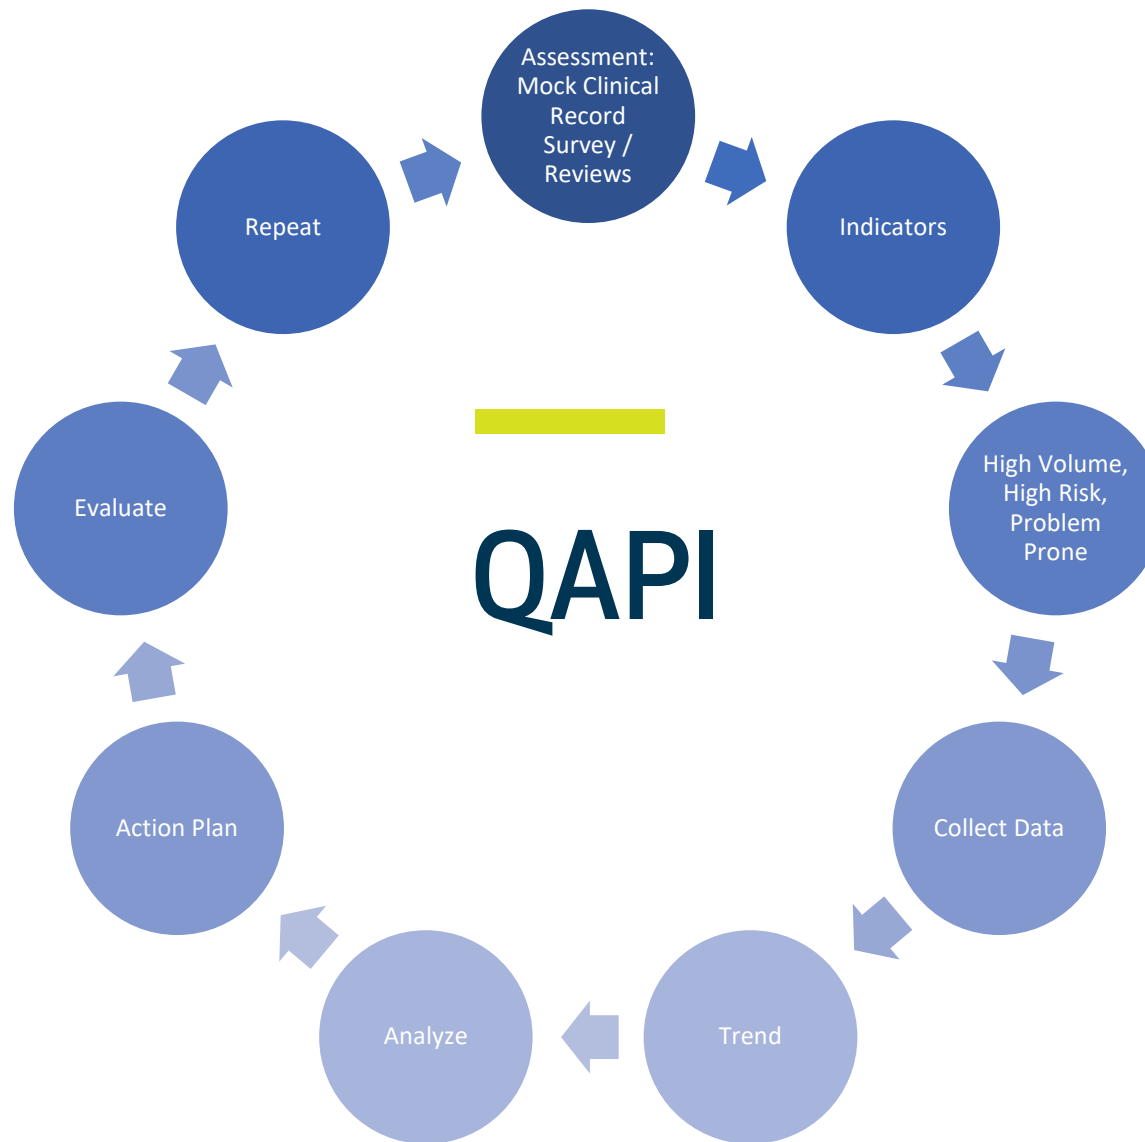 Assessment:
Mock Clinical
Record
Survey /
Reviews
Indicators
High Volume,
High Risk,
Problem
Prone
Collect Data
Trend
Analyze
Action Plan
Evaluate
Repeat
QAPI